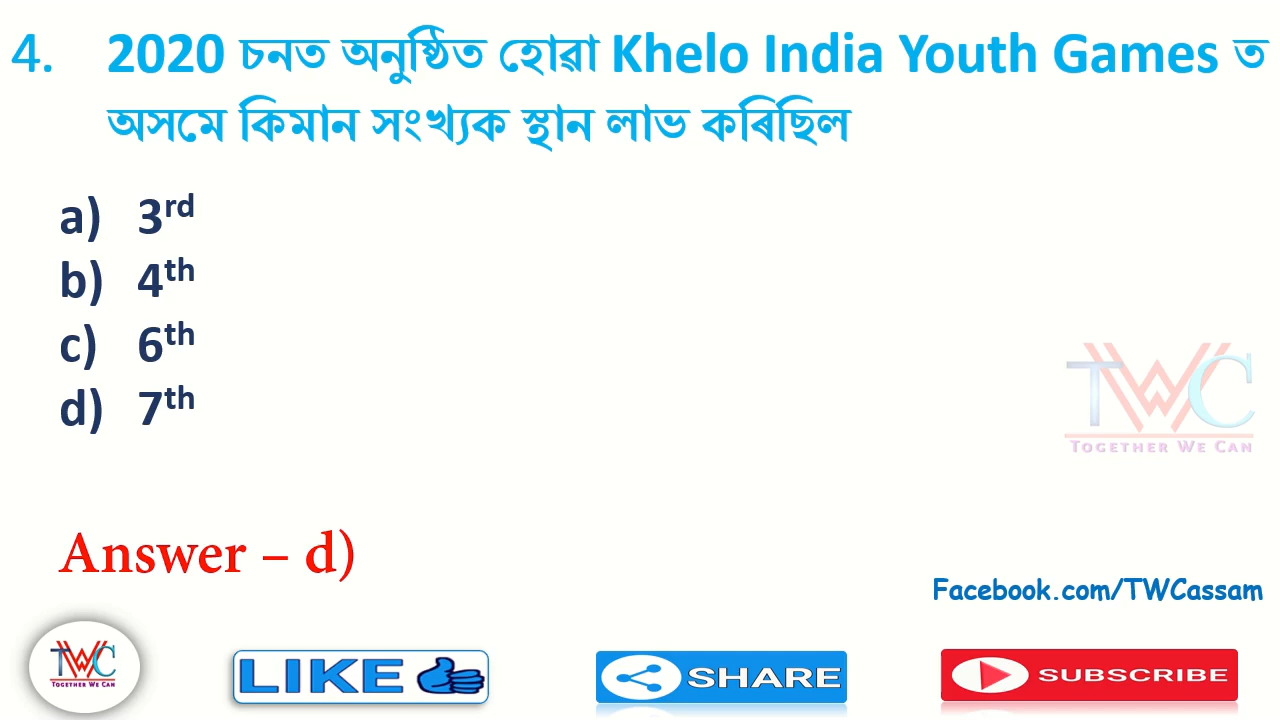 4. 2020 চনত অনুষ্ঠিত হোৱা Khelo India Youth Games ত
অসমে কিমান সংখ্যক স্থান লাভ কৰিছিল
a) 3rd
b) 4th
c) 6th
d) 7th
TWC
TOGETHER WE CAN
Answer – d)
Facebook.com/TWCassam
TWC
TOGETHER WE CAN
LIKE
SHARE
SUBSCRIBE